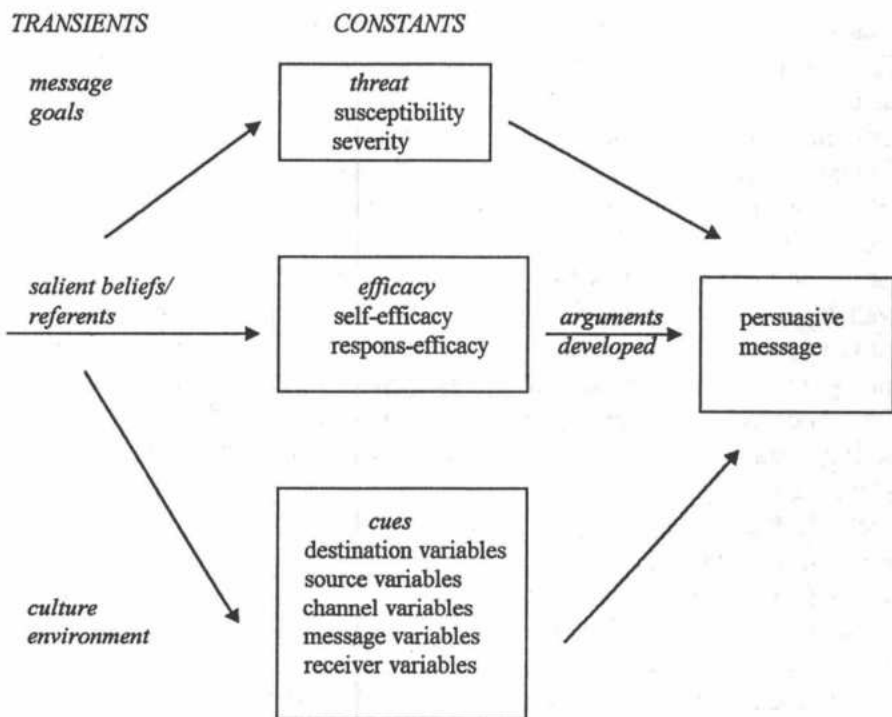 TRANSIENTS
CONSTANTS
message
goals
threat
susceptibility
severity
salient beliefs/
referents
efficacy
self-efficacy
respons-efficacy
arguments
developed
persuasive
message
culture
environment
cues
destination variables
source variables
channel variables
message variables
receiver variables